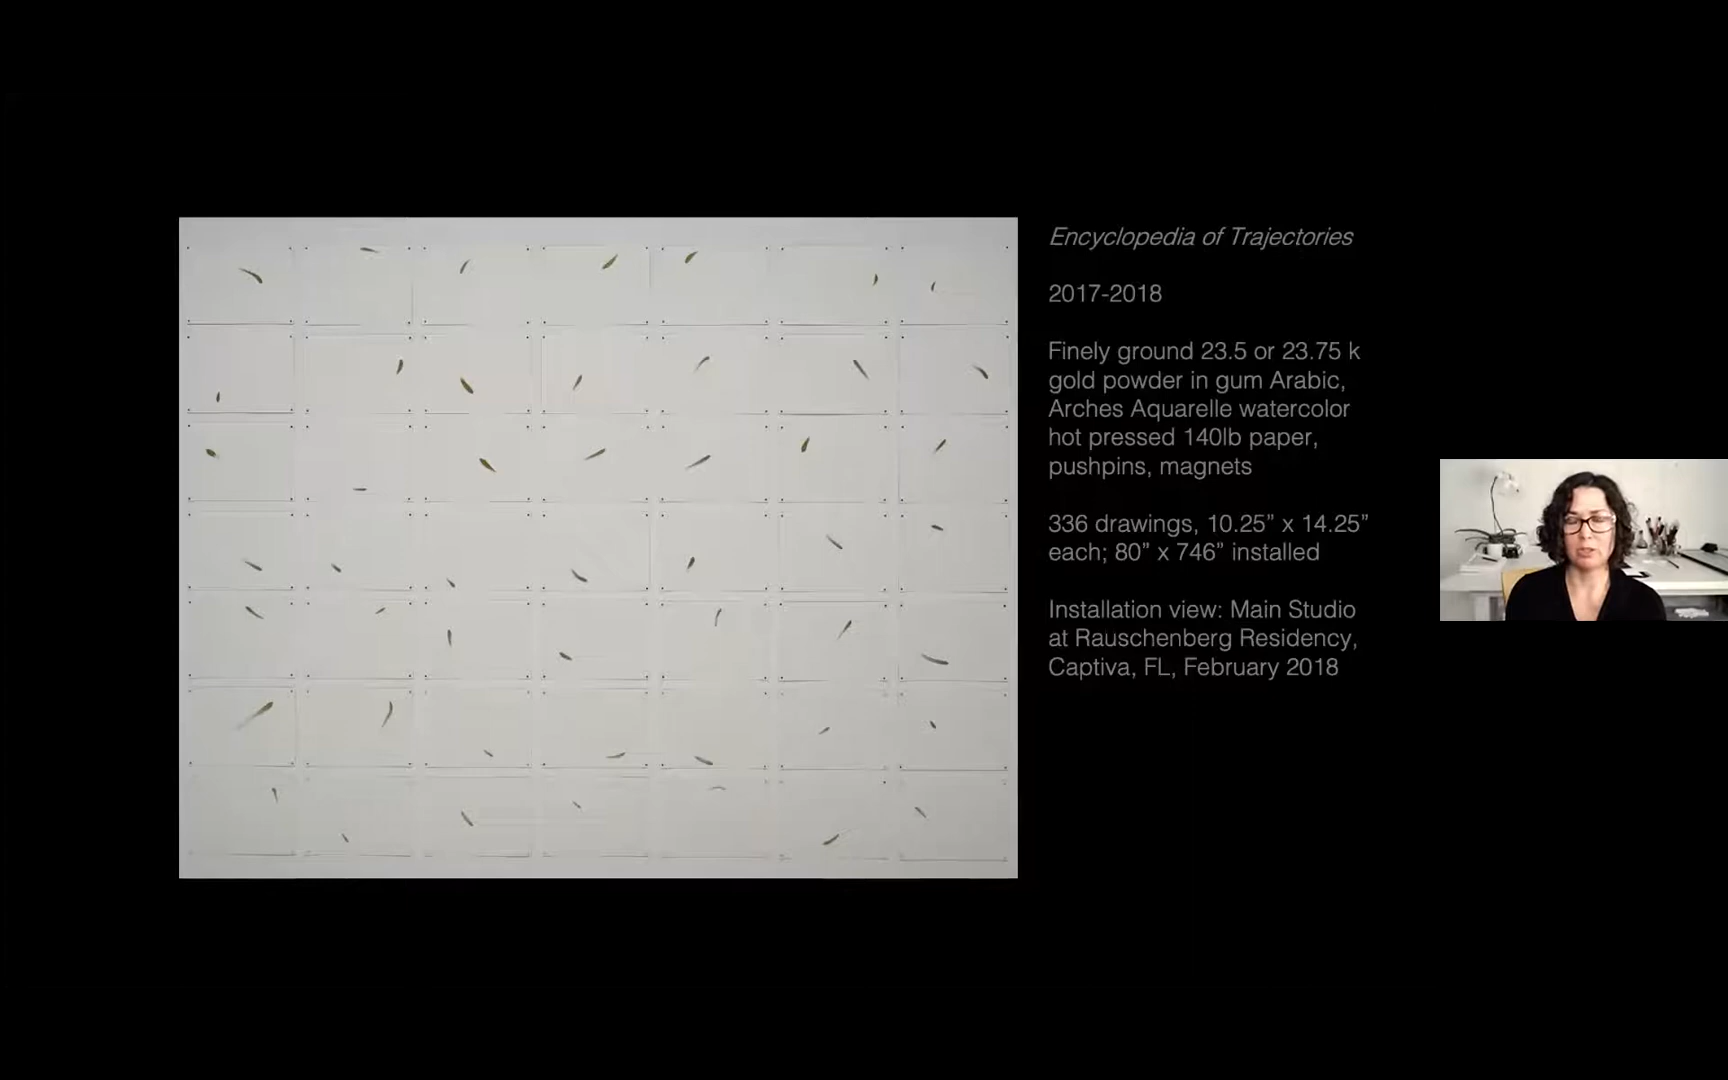 Encyclopedia of Trajectories
2017-2018
Finely ground 23.5 or 23.75 k
gold powder in gum Arabic,
Arches Aquarelle watercolor
hot pressed 140lb paper,
pushpins, magnets
336 drawings, 10.25” x 14.25”
each; 80” x 746” installed
Installation view: Main Studio
at Rauschenberg Residency,
Captiva, FL, February 2018